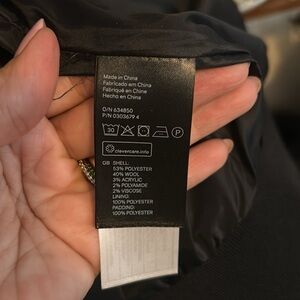 Made in China
Fabricado em China
Fabriqué en Chine
Hecho en China
O/N 634850
P/N 0303679 4
30
P
clevercare.info
GB SHELL:
53% POLYESTER
40% WOOL
3% ACRYLIC
2% POLYAMIDE
2% VISCOSE
LINING:
100% POLYESTER
PADDING:
100% POLYESTER